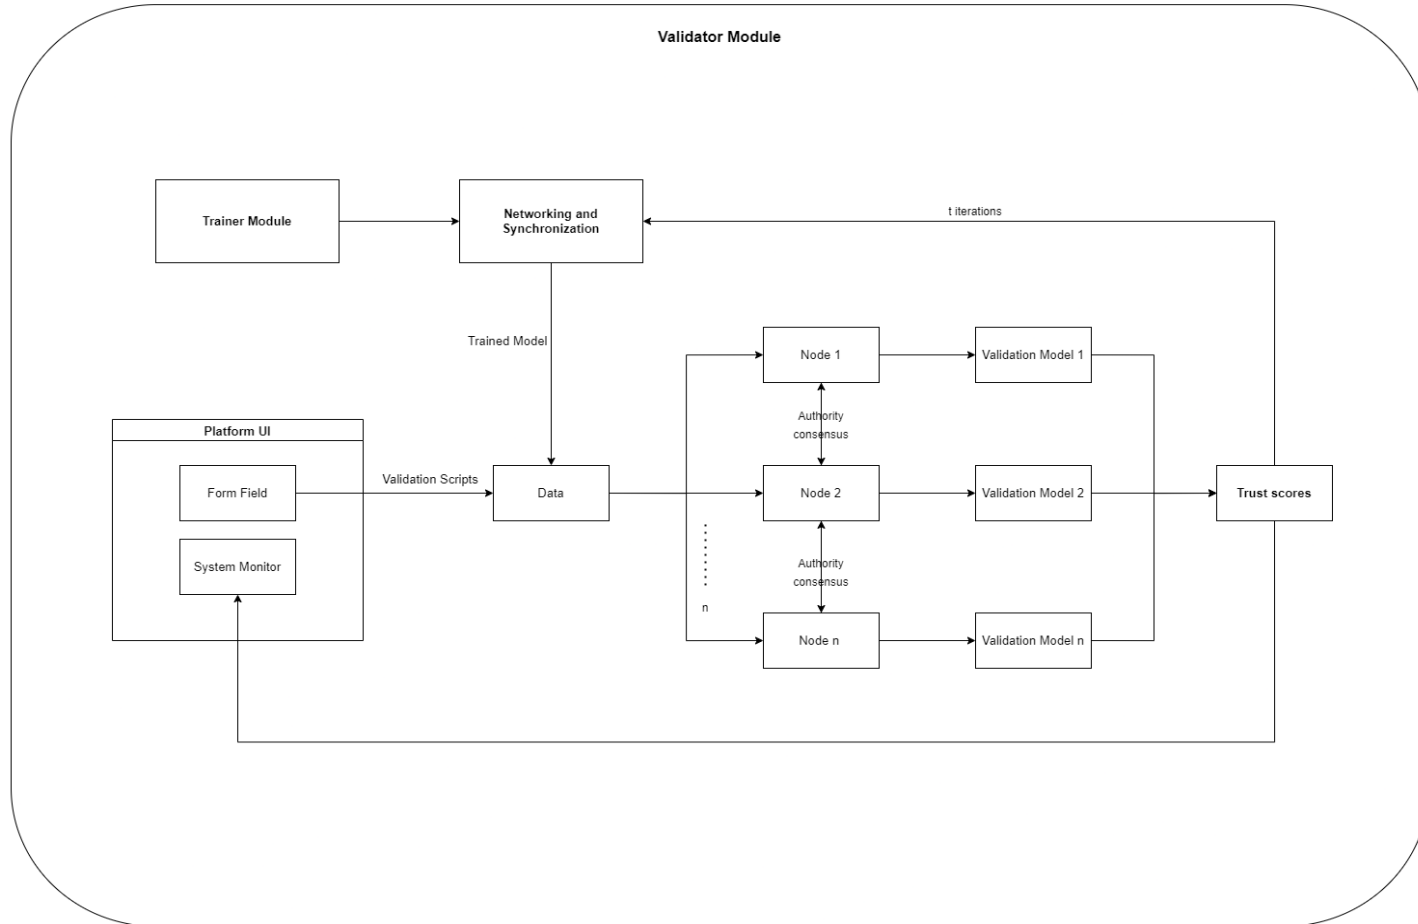 Validator Module
Trainer Module
Networking and
Synchronization
t iterations
Trained Model
Node 1
Validation Model 1
Authority
consensus
Platform UI
Form Field
Validation Scripts
Data
Node 2
Validation Model 2
Trust scores
System Monitor
Authority
consensus
n
Node n
Validation Model n